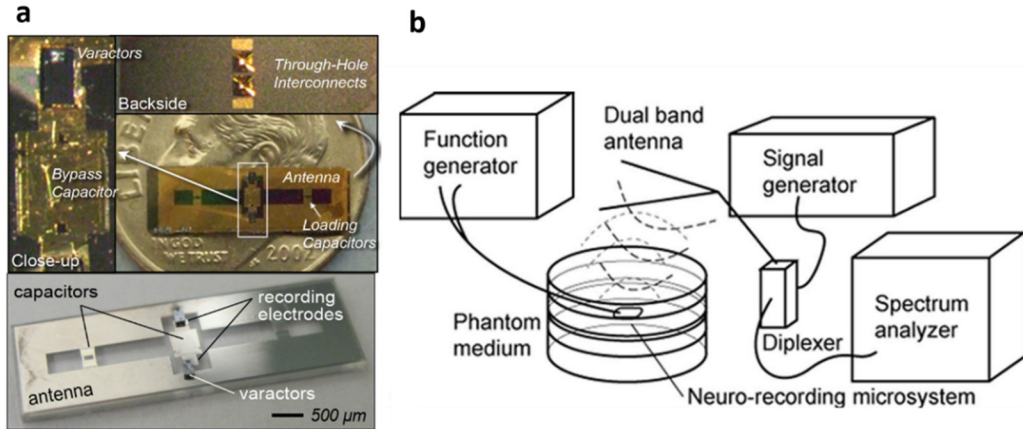 a
Varactors
Through-Hole
Interconnects
Backside
Bypass
Capacitor
Antenna
Loading
Capacitors
IN GOD
WE TRUST
2002
Close-up
capacitors
recording
electrodes
antenna
varactors
500 µm
b
Function
generator
Dual band
antenna
Signal
generator
Phantom
medium
Diplexer
Spectrum
analyzer
Neuro-recording microsystem